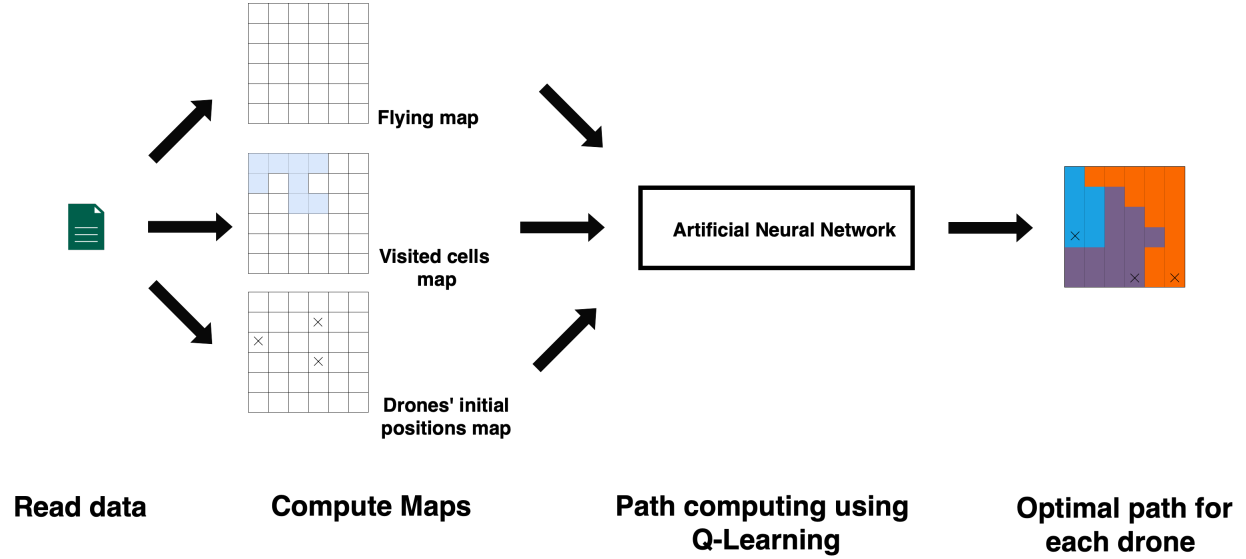 Flying map
Visited cells
map
Drones' initial
positions map
Artificial Neural Network
Read data
Compute Maps
Path computing using
Q-Learning
Optimal path for
each drone